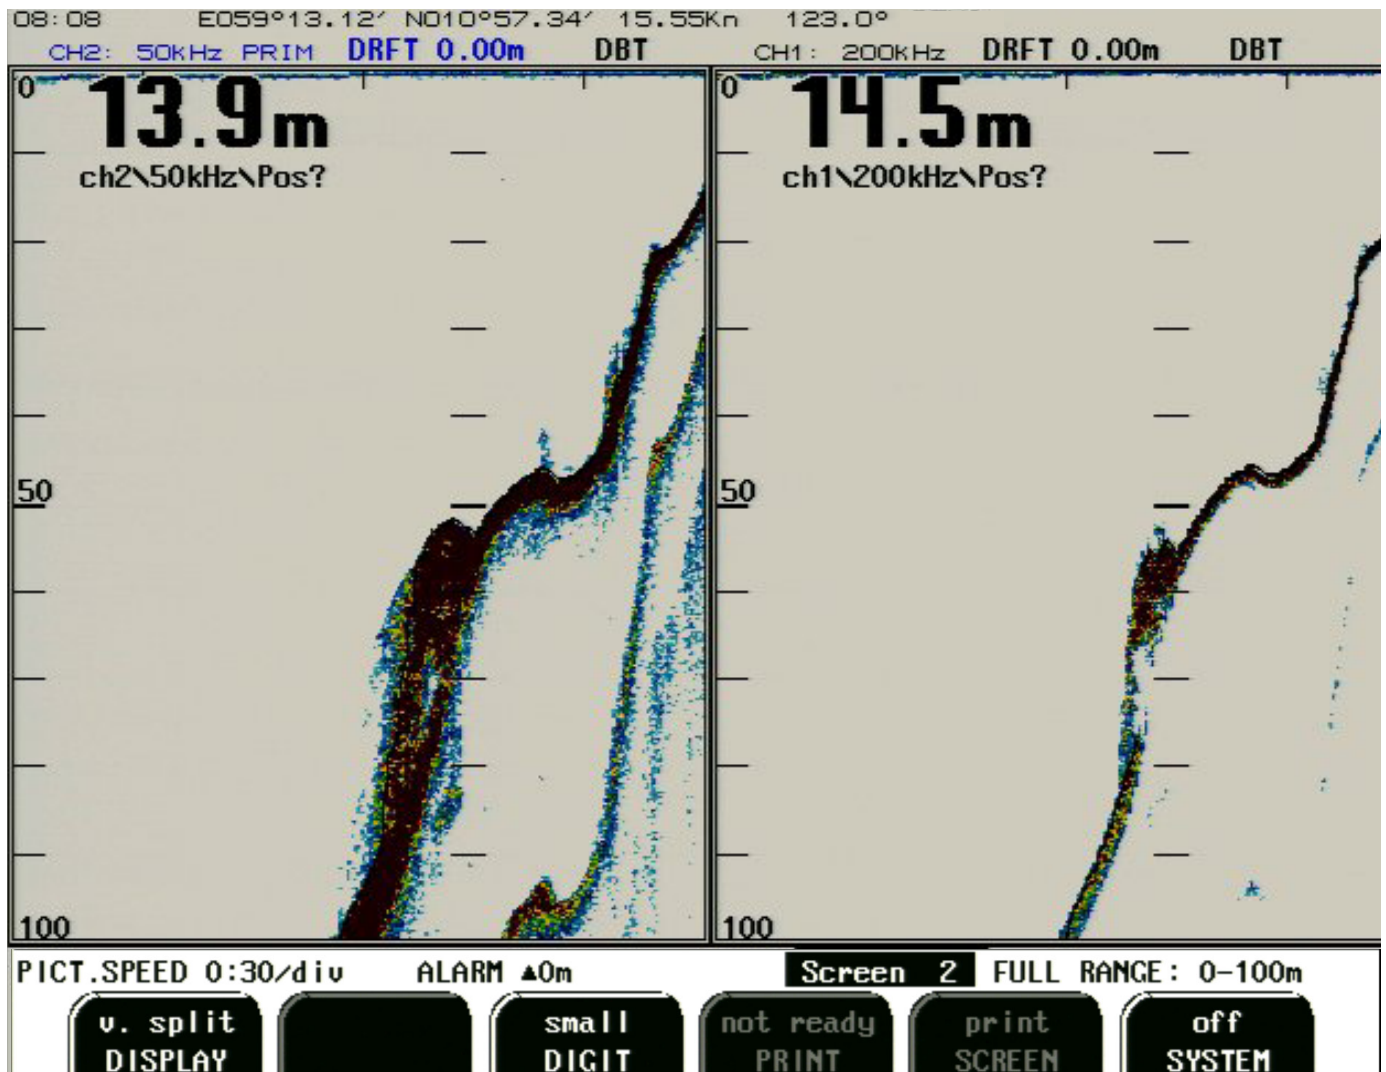 08:08 E059°13.12′ N010°57.34′ 15.55Kn 123.0°
CH2: 50kHz PRIM DRFT 0.00m DBT
CH1: 200kHz DRFT 0.00m DBT
0
13.9m
ch2\50kHz\Pos?
50
100
0
14.5m
ch1\200kHz\Pos?
50
100
PICT.SPEED 0:30/div ALARM ▲0m Screen 2 FULL RANGE: 0-100m
v. split
DISPLAY
small
DIGIT
not ready
PRINT
print
SCREEN
off
SYSTEM